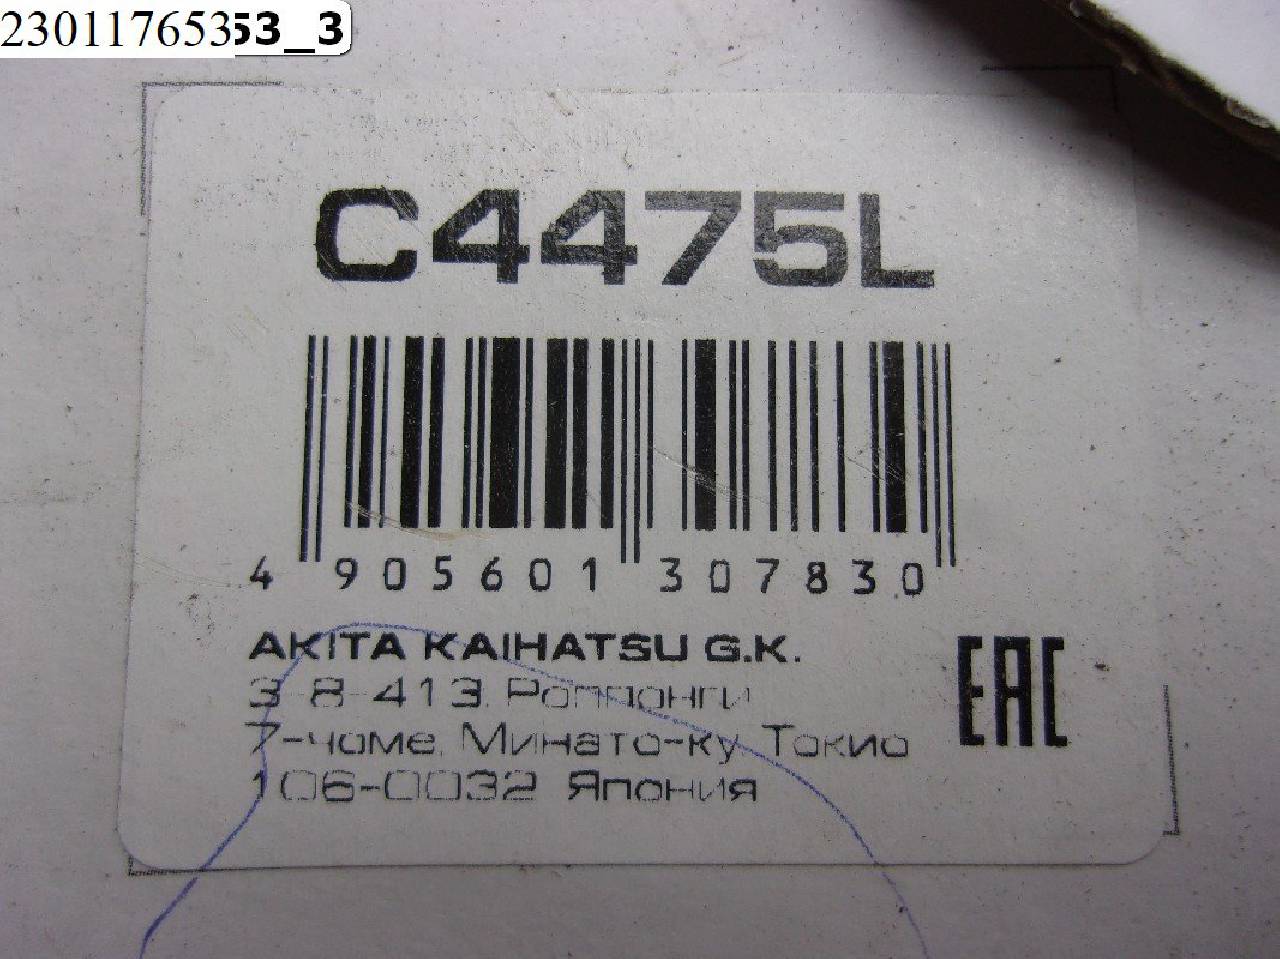 2301176353_3
C4475L
4 905601 307830
AKITA KAIHATSU G.K.
3-8-413, Роппонги
7-чоме, Минато-ку, Токио
106-0032 Япония
EAC